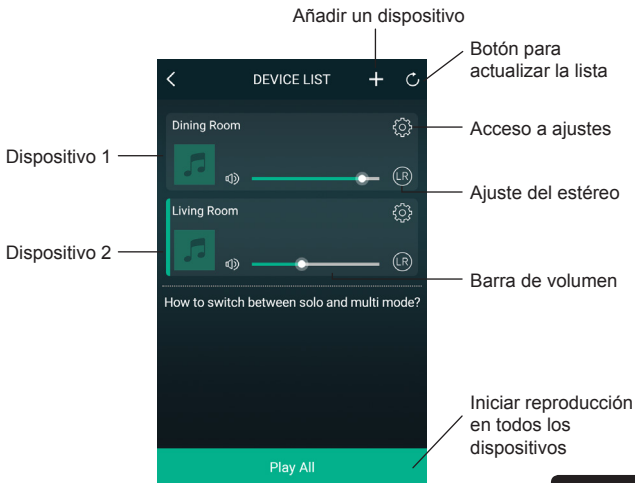 Añadir un dispositivo
Botón para
actualizar la lista
DEVICE LIST
Dining Room
Acceso a ajustes
Dispositivo 1
LR
Ajuste del estéreo
Living Room
Dispositivo 2
LR
Barra de volumen
How to switch between solo and multi mode?
Iniciar reproducción
en todos los
dispositivos
Play All